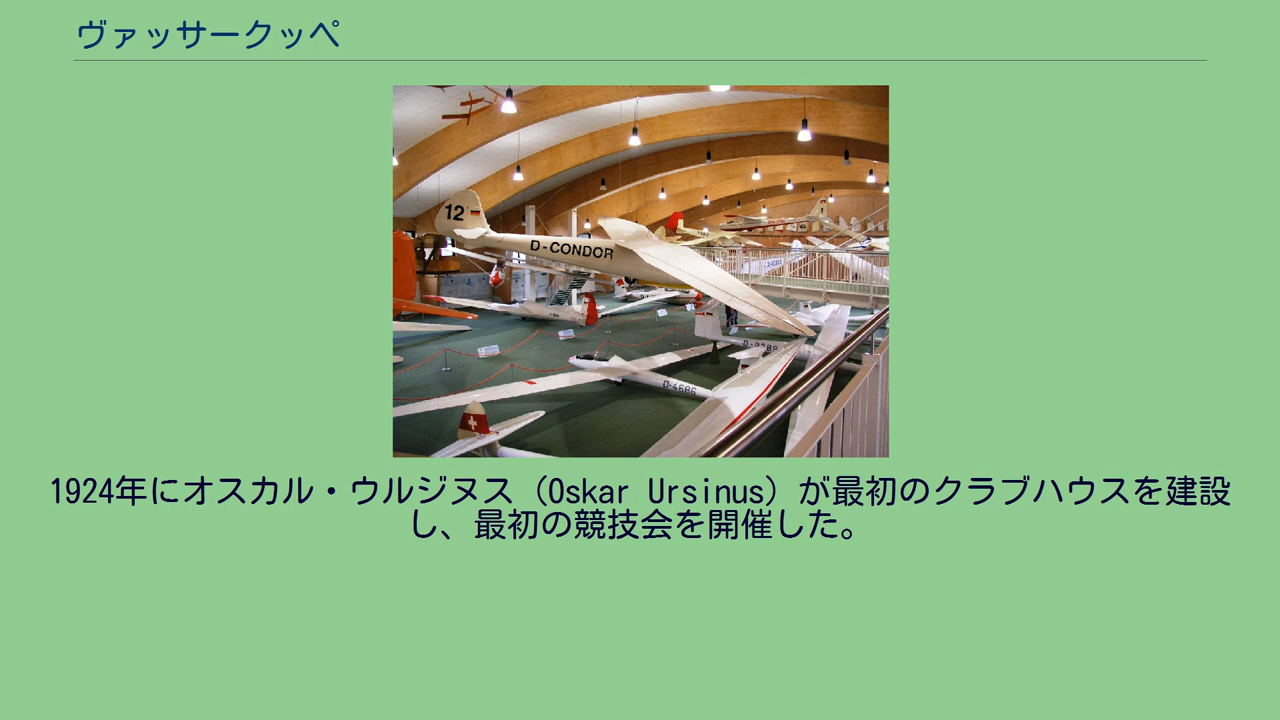 ヴァッサークッペ
12
D-CONDOR
D-4686
1924年にオスカル・ウルジヌス（Oskar Ursinus）が最初のクラブハウスを建設
し、最初の競技会を開催した。